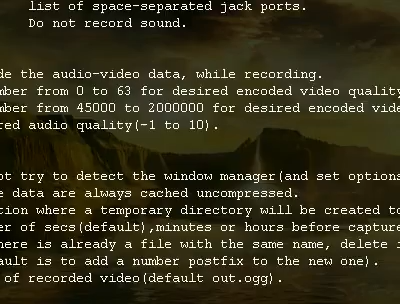 list of space-separated jack ports.
Do not record sound.
de the audio-video data, while recording.
mber from 0 to 63 for desired encoded video quality
mber from 45000 to 2000000 for desired encoded vide
red audio quality(-1 to 10).
ot try to detect the window manager(and set options
e data are always cached uncompressed.
tion where a temporary directory will be created to
er of secs(default),minutes or hours before capture
here is already a file with the same name, delete i
ault is to add a number postfix to the new one).
of recorded video(default out.ogg).